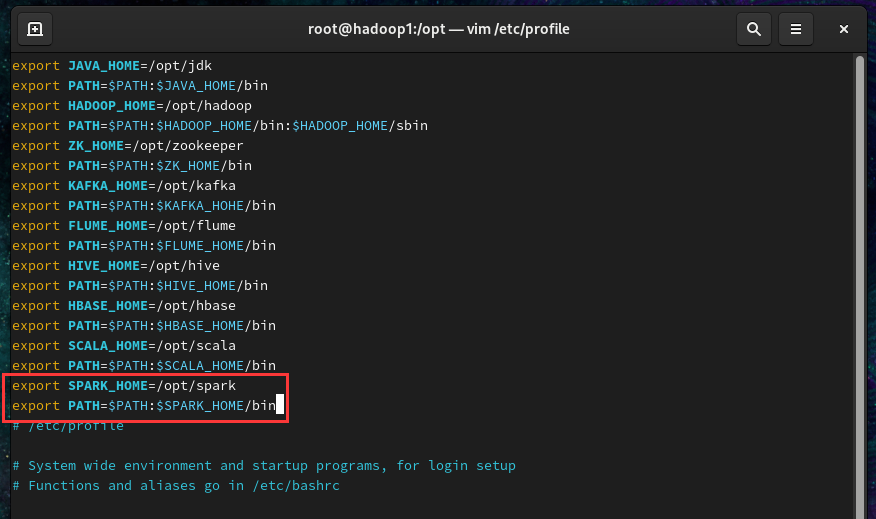 root@hadoop1:/opt — vim /etc/profile
export JAVA_HOME=/opt/jdk
export PATH=$PATH:$JAVA_HOME/bin
export HADOOP_HOME=/opt/hadoop
export PATH=$PATH:$HADOOP_HOME/bin:$HADOOP_HOME/sbin
export ZK_HOME=/opt/zookeeper
export PATH=$PATH:$ZK_HOME/bin
export KAFKA_HOME=/opt/kafka
export PATH=$PATH:$KAFKA_HOHE/bin
export FLUME_HOME=/opt/flume
export PATH=$PATH:$FLUME_HOME/bin
export HIVE_HOME=/opt/hive
export PATH=$PATH:$HIVE_HOME/bin
export HBASE_HOME=/opt/hbase
export PATH=$PATH:$HBASE_HOME/bin
export SCALA_HOME=/opt/scala
export PATH=$PATH:$SCALA_HOME/bin
export SPARK_HOME=/opt/spark
export PATH=$PATH:$SPARK_HOME/bin
# /etc/profile
# System wide environment and startup programs, for login setup
# Functions and aliases go in /etc/bashrc